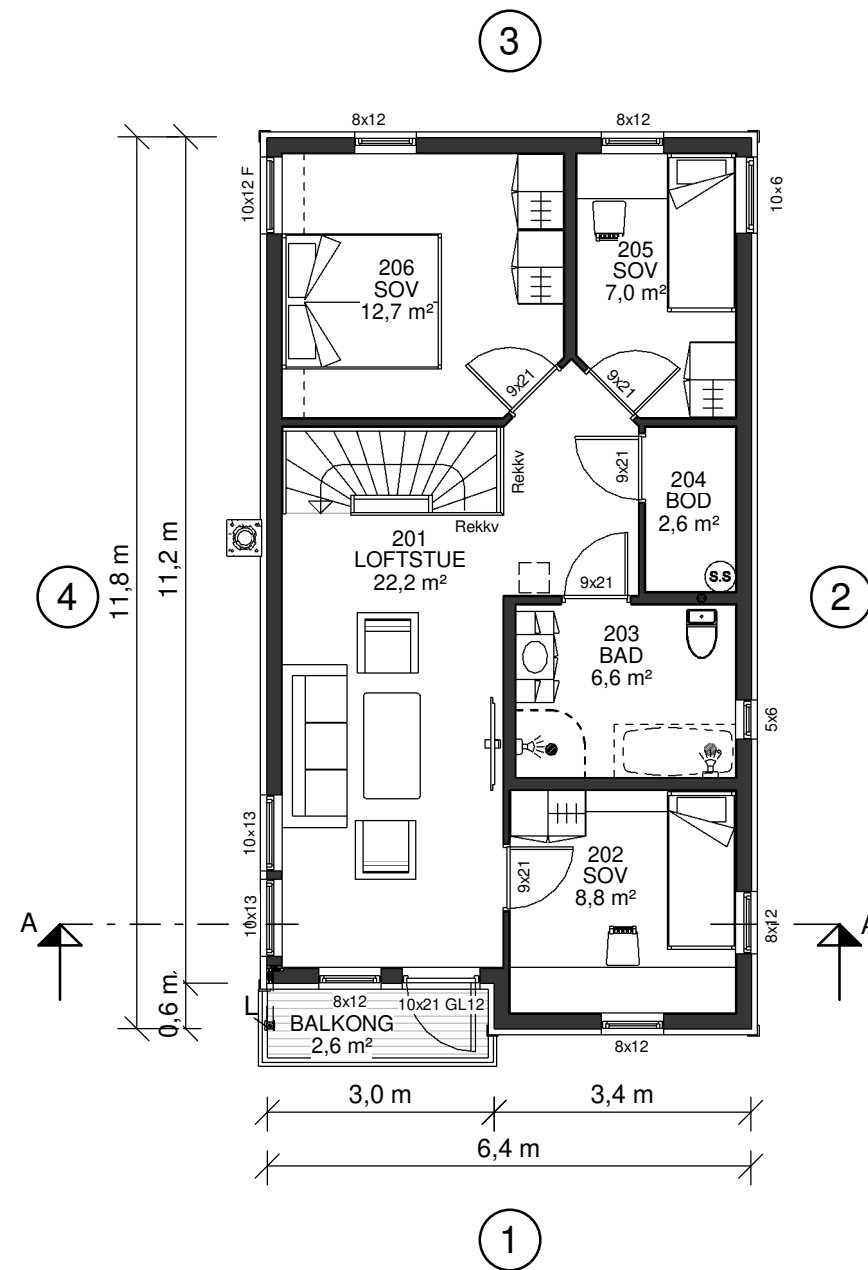 3
8x12
8x12
10x12 F
10×6
206
SOV
12,7 m²
205
SOV
7,0 m²
9x21
9x21
11,8 m
11,2 m
Rekkv
9x21
204
BOD
2,6 m²
Rekkv
201
LOFTSTUE
22,2 m²
S.S
4
2
9x21
203
BAD
6,6 m²
5x6
10×13
9x21
202
SOV
8,8 m²
10x13
8x12
A
A
0,6 m
L
8x12
10x21 GL12
BALKONG
2,6 m²
8x12
3,0 m
3,4 m
6,4 m
1